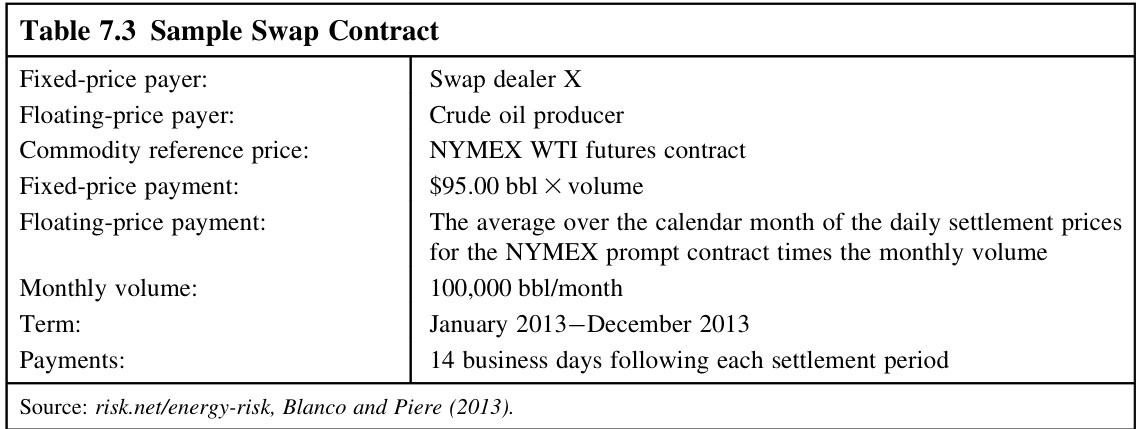 Table 7.3 Sample Swap Contract
Fixed-price payer: Swap dealer X
Floating-price payer: Crude oil producer
Commodity reference price: NYMEX WTI futures contract
Fixed-price payment: $95.00 bbl × volume
Floating-price payment: The average over the calendar month of the daily settlement prices
for the NYMEX prompt contract times the monthly volume
Monthly volume: 100,000 bbl/month
Term: January 2013–December 2013
Payments: 14 business days following each settlement period
Source: risk.net/energy-risk, Blanco and Piere (2013).